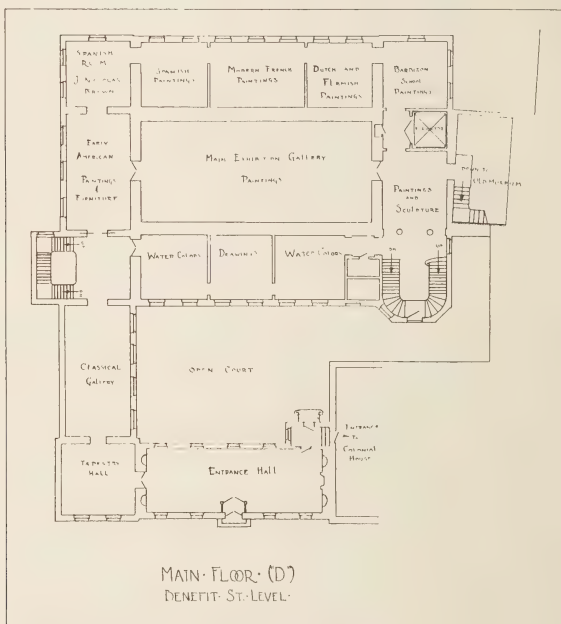 SPANISH
ROOM
SPANISH
PAINTINGS
MODERN FRENCH
PAINTINGS
DUTCH AND
FLEMISH
PAINTINGS
BARBIZON
SCHOOL
PAINTINGS
EARLY
AMERICAN
PAINTINGS
&
FURNITURE
MAIN EXHIBITION GALLERY
PAINTINGS
DOWN TO
PAINTINGS
AND
SCULPTURE
WATER COLORS
DRAWINGS
WATER COLORS
DN
UP
CLASSICAL
GALLERY
OPEN COURT
ENTRANCE
TO
COLONIAL
HOUSE
TAPESTRY
HALL
ENTRANCE HALL
MAIN · FLOOR · ("D")
BENEFIT · ST. · LEVEL ·